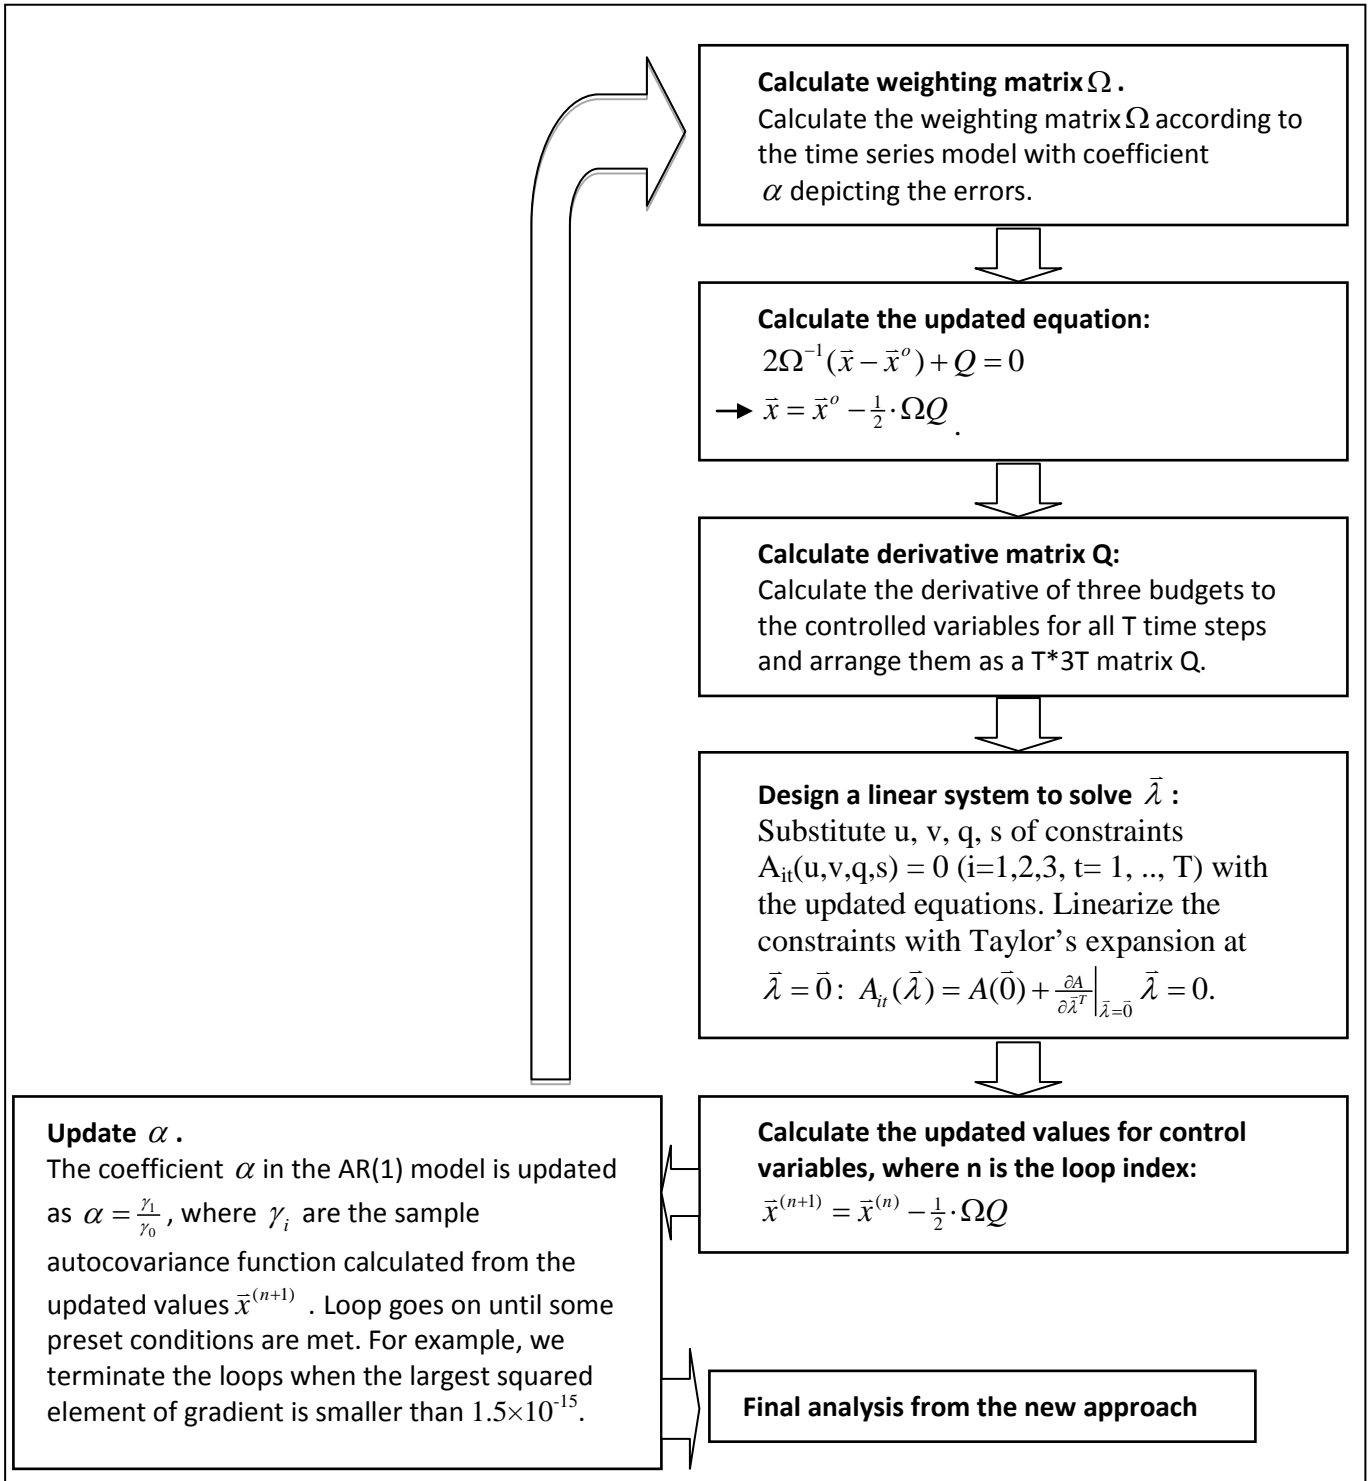 Calculate weighting matrix Ω .
Calculate the weighting matrix Ω according to
the time series model with coefficient
α depicting the errors.
Calculate the updated equation:
2Ω⁻¹(x⃗ − x⃗ᵒ) + Q = 0
→ x⃗ = x⃗ᵒ − ½ · ΩQ .
Calculate derivative matrix Q:
Calculate the derivative of three budgets to
the controlled variables for all T time steps
and arrange them as a T*3T matrix Q.
Design a linear system to solve λ⃗ :
Substitute u, v, q, s of constraints
A_it(u,v,q,s) = 0 (i=1,2,3, t= 1, .., T) with
the updated equations. Linearize the
constraints with Taylor’s expansion at
λ⃗ = 0⃗ : A_it(λ⃗) = A(0⃗) + ∂A/∂λ⃗ᵀ |_λ⃗=0⃗ λ⃗ = 0.
Calculate the updated values for control
variables, where n is the loop index:
x⃗⁽ⁿ⁺¹⁾ = x⃗⁽ⁿ⁾ − ½ · ΩQ
Update α .
The coefficient α in the AR(1) model is updated
as α = γ₁/γ₀ , where γᵢ are the sample
autocovariance function calculated from the
updated values x⃗⁽ⁿ⁺¹⁾ . Loop goes on until some
preset conditions are met. For example, we
terminate the loops when the largest squared
element of gradient is smaller than 1.5×10⁻¹⁵.
Final analysis from the new approach